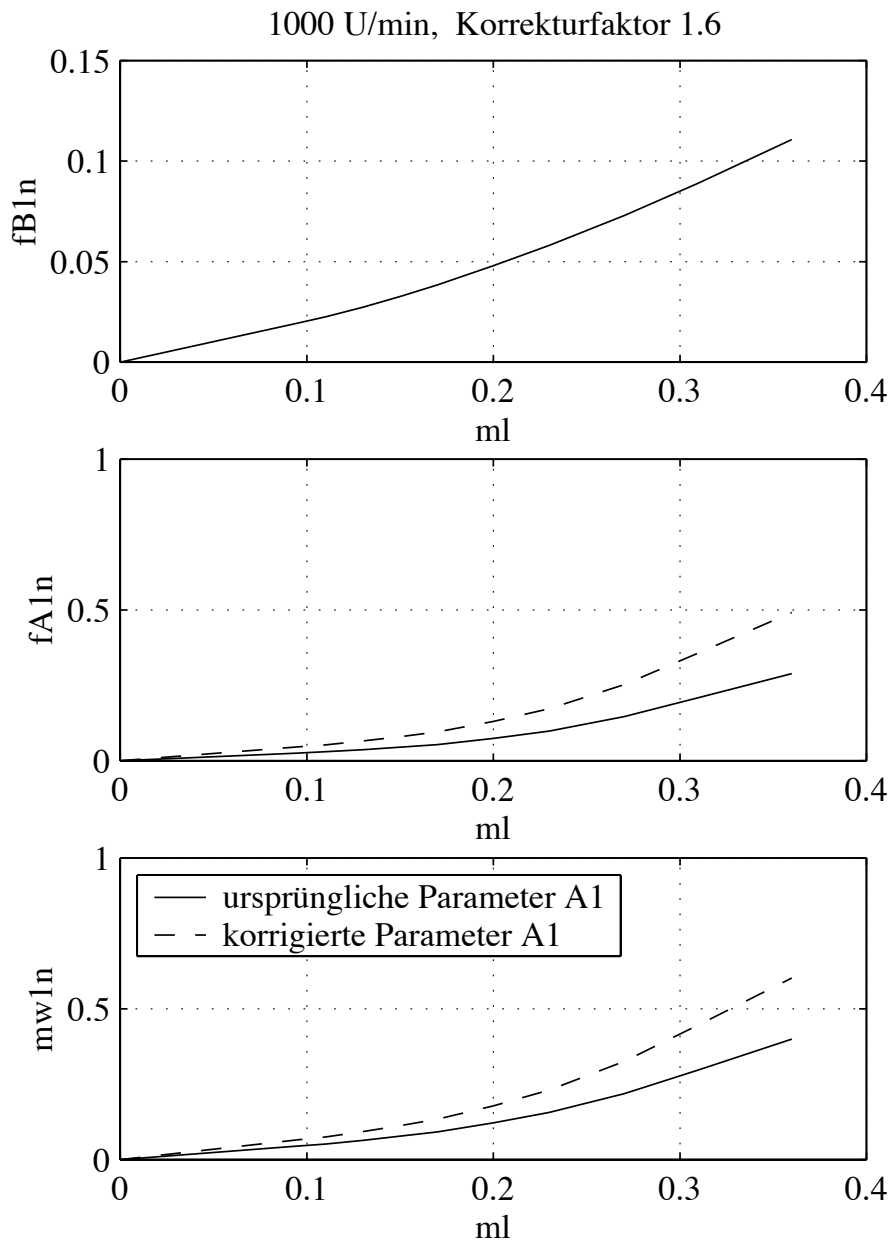 1000 U/min, Korrekturfaktor 1.6
0.15
0.1
0.05
0
fB1n
0 0.1 0.2 0.3 0.4
ml
1
0.5
0
fA1n
0 0.1 0.2 0.3 0.4
ml
1
0.5
0
mw1n
ursprüngliche Parameter A1
korrigierte Parameter A1
0 0.1 0.2 0.3 0.4
ml